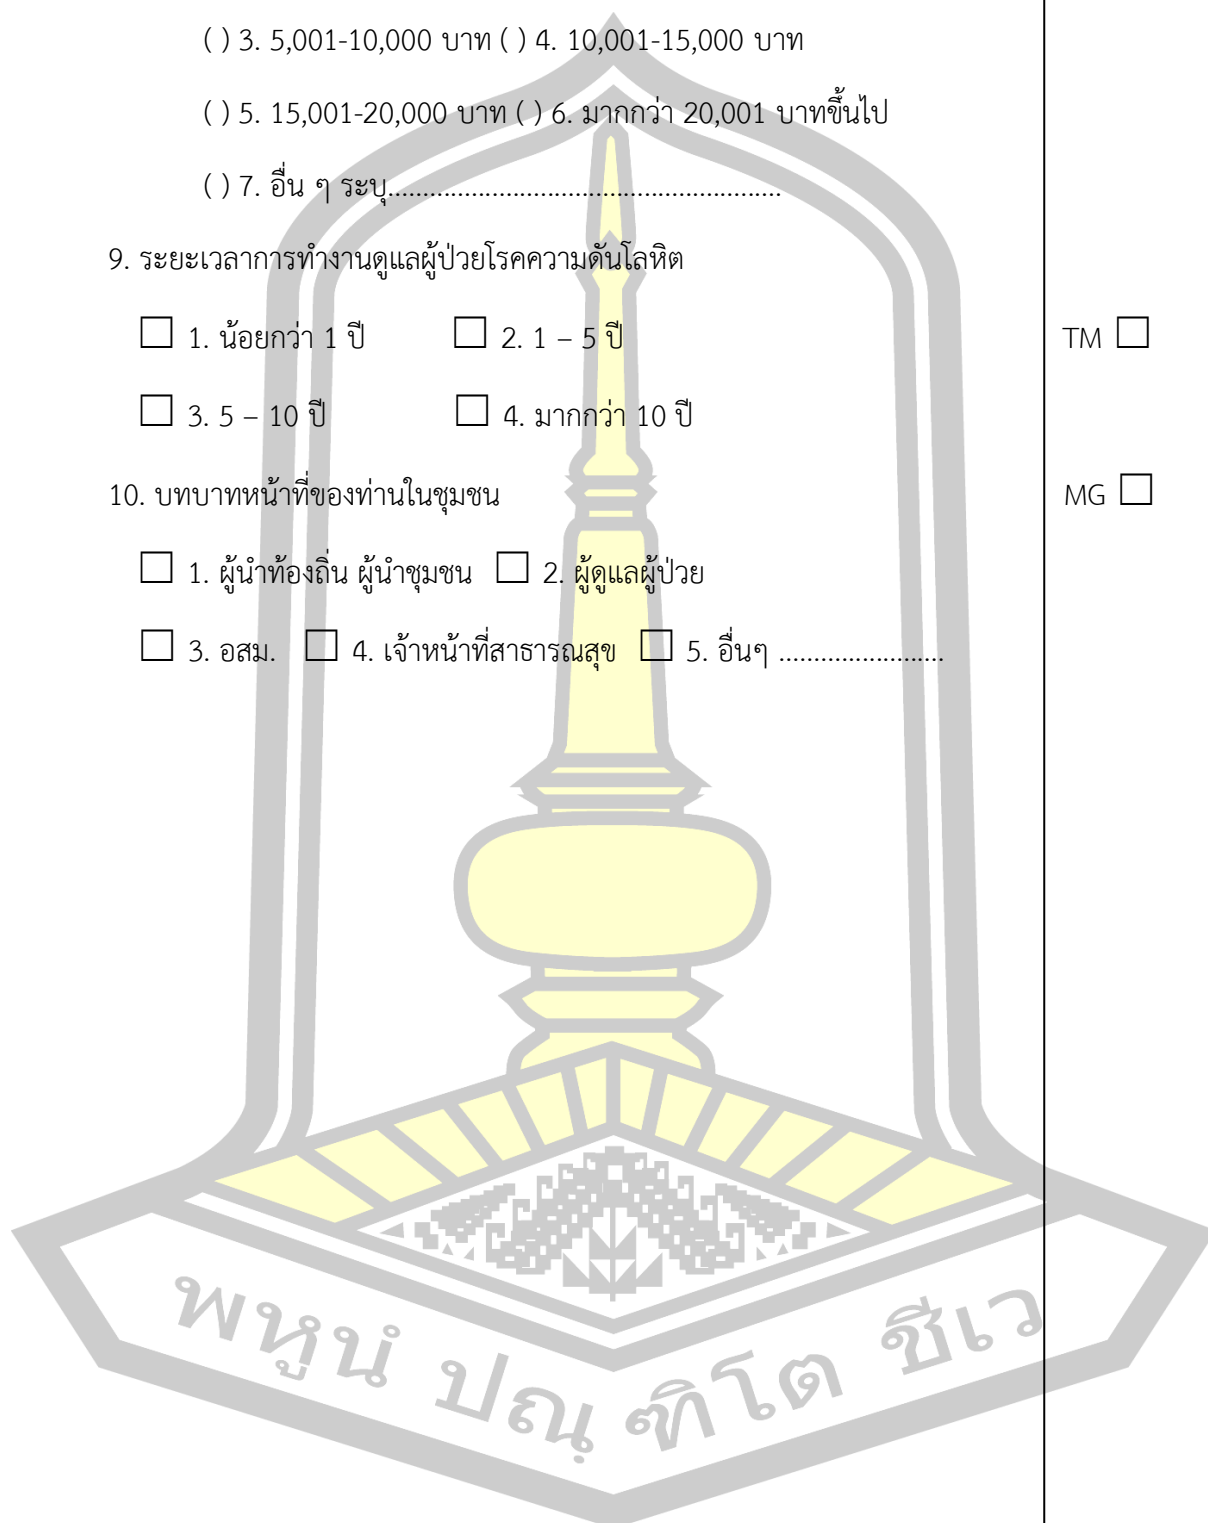 ( ) 3. 5,001-10,000 บาท ( ) 4. 10,001-15,000 บาท
( ) 5. 15,001-20,000 บาท ( ) 6. มากกว่า 20,001 บาทขึ้นไป
( ) 7. อื่น ๆ ระบุ........................................................
9. ระยะเวลาการทำงานดูแลผู้ป่วยโรคความดันโลหิต
☐ 1. น้อยกว่า 1 ปี ☐ 2. 1 – 5 ปี TM ☐
☐ 3. 5 – 10 ปี ☐ 4. มากกว่า 10 ปี
10. บทบาทหน้าที่ของท่านในชุมชน MG ☐
☐ 1. ผู้นำท้องถิ่น ผู้นำชุมชน ☐ 2. ผู้ดูแลผู้ป่วย
☐ 3. อสม. ☐ 4. เจ้าหน้าที่สาธารณสุข ☐ 5. อื่นๆ ........................
พหูนํ ปณฺฑิโต ชีเว